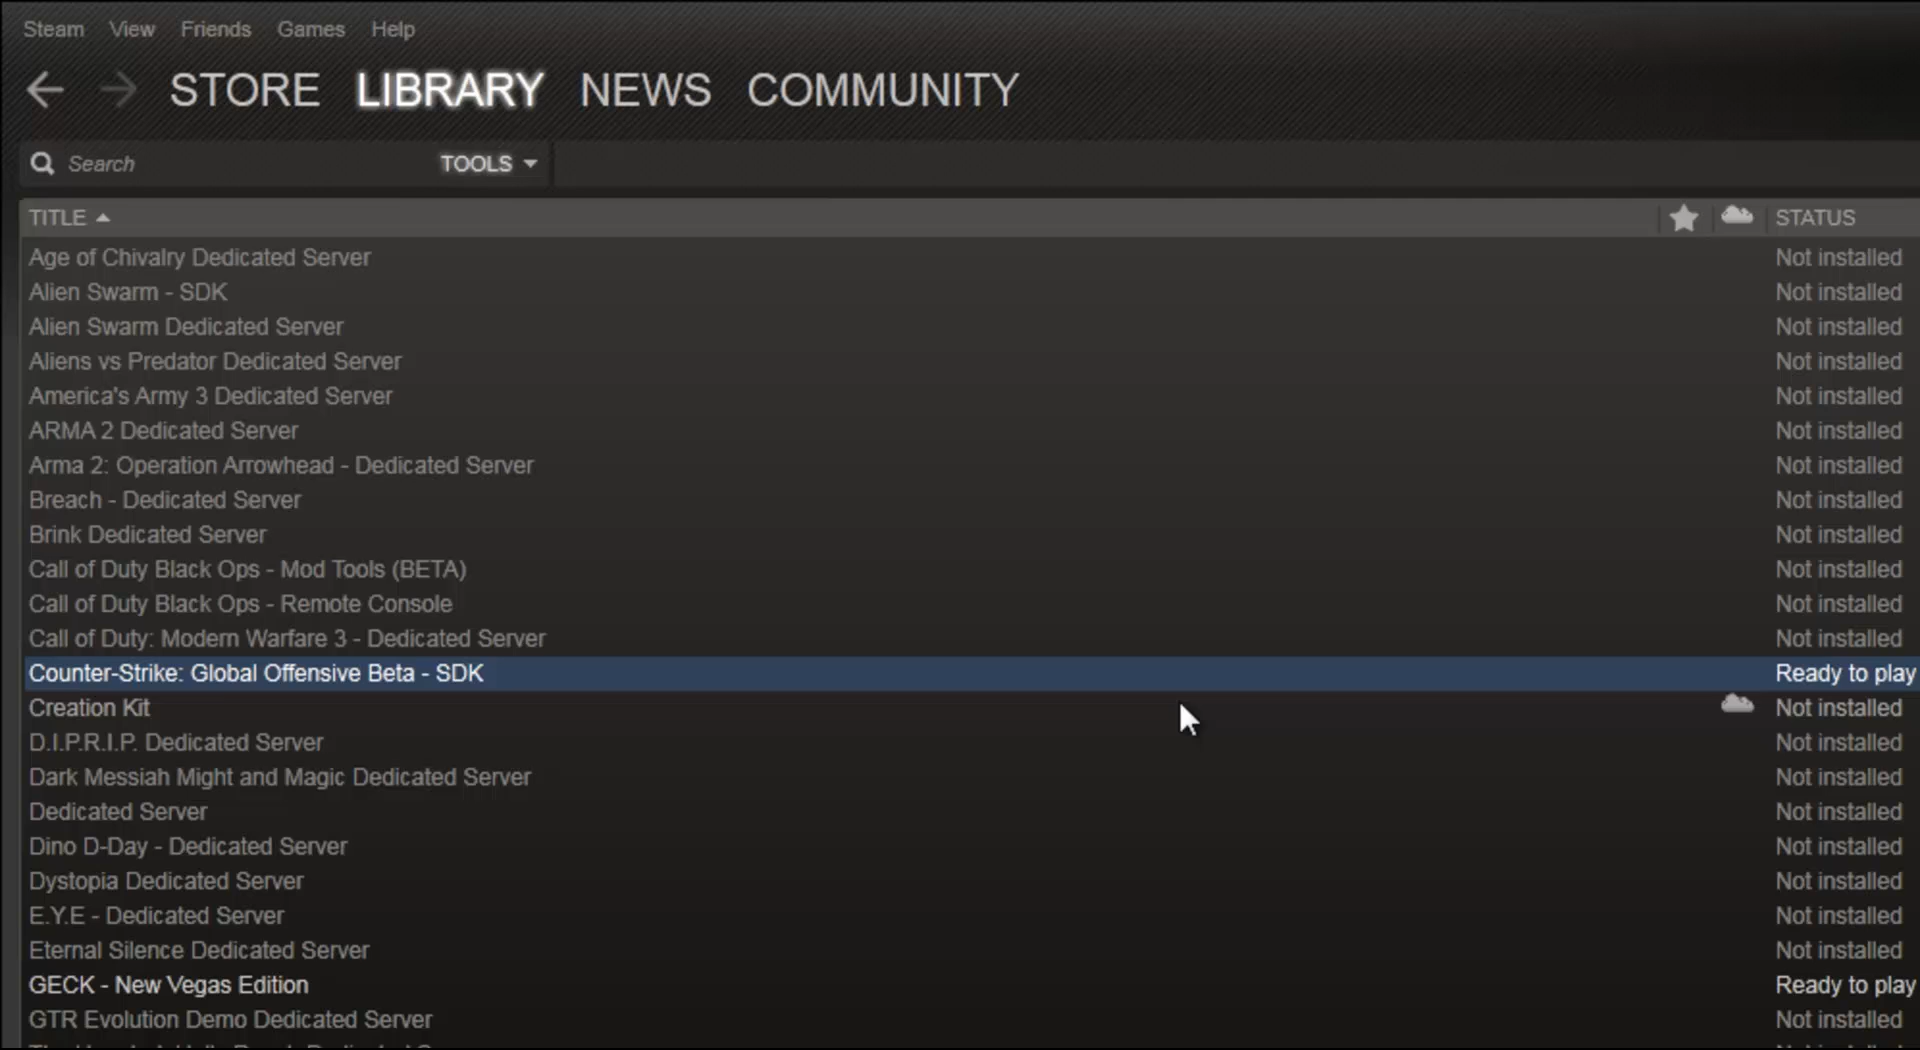 Steam View Friends Games Help
STORE LIBRARY NEWS COMMUNITY
Search TOOLS
TITLE STATUS
Age of Chivalry Dedicated Server Not installed
Alien Swarm - SDK Not installed
Alien Swarm Dedicated Server Not installed
Aliens vs Predator Dedicated Server Not installed
America's Army 3 Dedicated Server Not installed
ARMA 2 Dedicated Server Not installed
Arma 2: Operation Arrowhead - Dedicated Server Not installed
Breach - Dedicated Server Not installed
Brink Dedicated Server Not installed
Call of Duty Black Ops - Mod Tools (BETA) Not installed
Call of Duty Black Ops - Remote Console Not installed
Call of Duty: Modern Warfare 3 - Dedicated Server Not installed
Counter-Strike: Global Offensive Beta - SDK Ready to play
Creation Kit Not installed
D.I.P.R.I.P. Dedicated Server Not installed
Dark Messiah Might and Magic Dedicated Server Not installed
Dedicated Server Not installed
Dino D-Day - Dedicated Server Not installed
Dystopia Dedicated Server Not installed
E.Y.E - Dedicated Server Not installed
Eternal Silence Dedicated Server Not installed
GECK - New Vegas Edition Ready to play
GTR Evolution Demo Dedicated Server Not installed